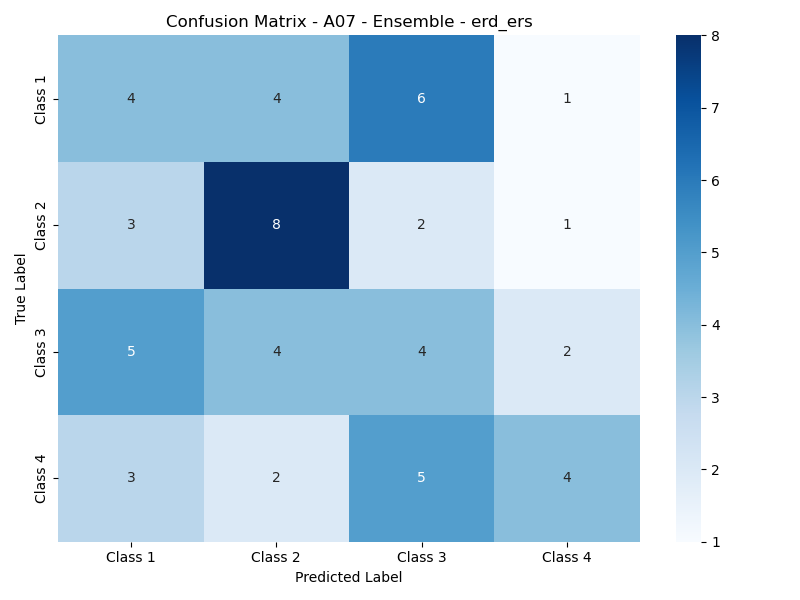 Confusion Matrix - A07 - Ensemble - erd_ers
True Label
Class 1
4 4 6 1
Class 2
3 8 2 1
Class 3
5 4 4 2
Class 4
3 2 5 4
Class 1 Class 2 Class 3 Class 4
Predicted Label
8
7
6
5
4
3
2
1